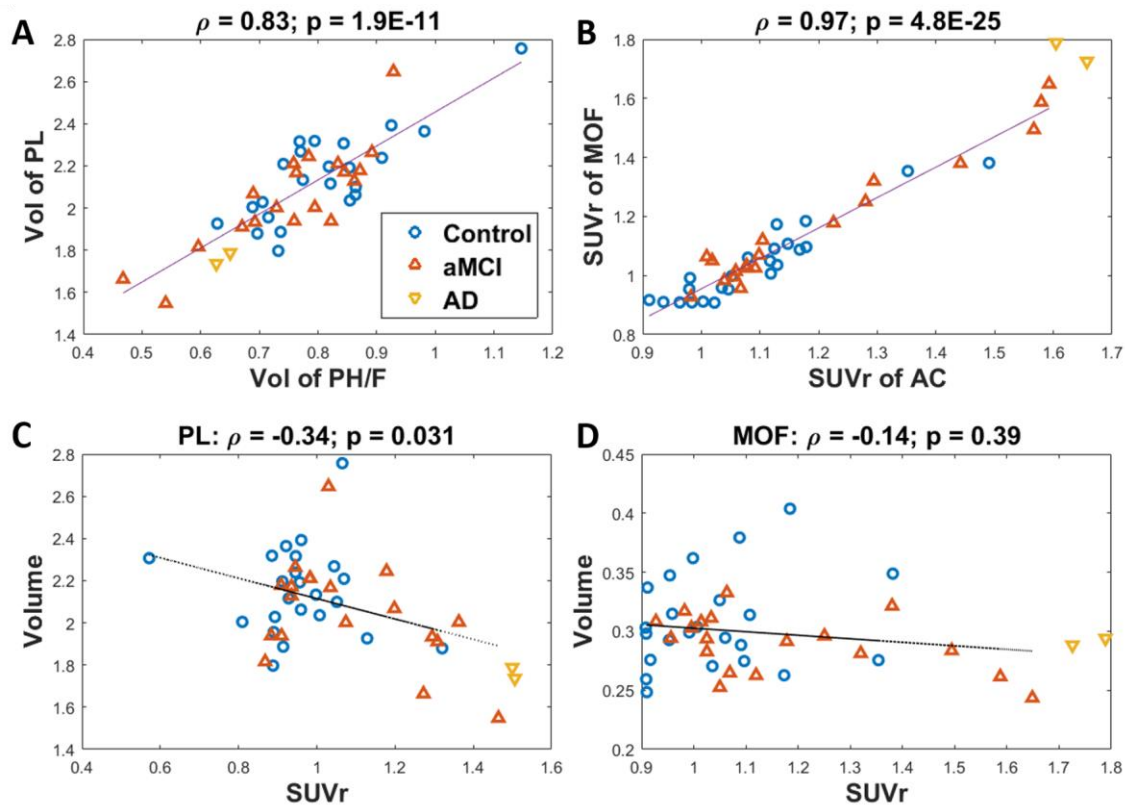 A
ρ = 0.83; p = 1.9E-11
2.8
2.6
2.4
2.2
2
1.8
1.6
1.4
Vol of PL
0.4 0.5 0.6 0.7 0.8 0.9 1 1.1 1.2
Vol of PH/F
Control
aMCI
AD
B
ρ = 0.97; p = 4.8E-25
1.8
1.6
1.4
1.2
1
0.8
SUVr of MOF
0.9 1 1.1 1.2 1.3 1.4 1.5 1.6 1.7
SUVr of AC
C
PL: ρ = -0.34; p = 0.031
2.8
2.6
2.4
2.2
2
1.8
1.6
1.4
Volume
0.4 0.6 0.8 1 1.2 1.4 1.6
SUVr
D
MOF: ρ = -0.14; p = 0.39
0.45
0.4
0.35
0.3
0.25
0.2
Volume
0.9 1 1.1 1.2 1.3 1.4 1.5 1.6 1.7 1.8
SUVr